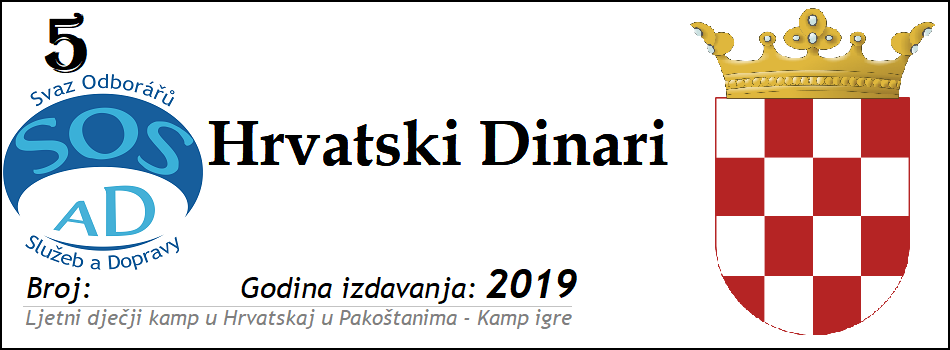 5
Svaz Odborářů
SOS
AD
Služeb a Dopravy
Hrvatski Dinari
Broj: Godina izdavanja: 2019
Ljetni dječji kamp u Hrvatskaj u Pakoštanima - Kamp igre